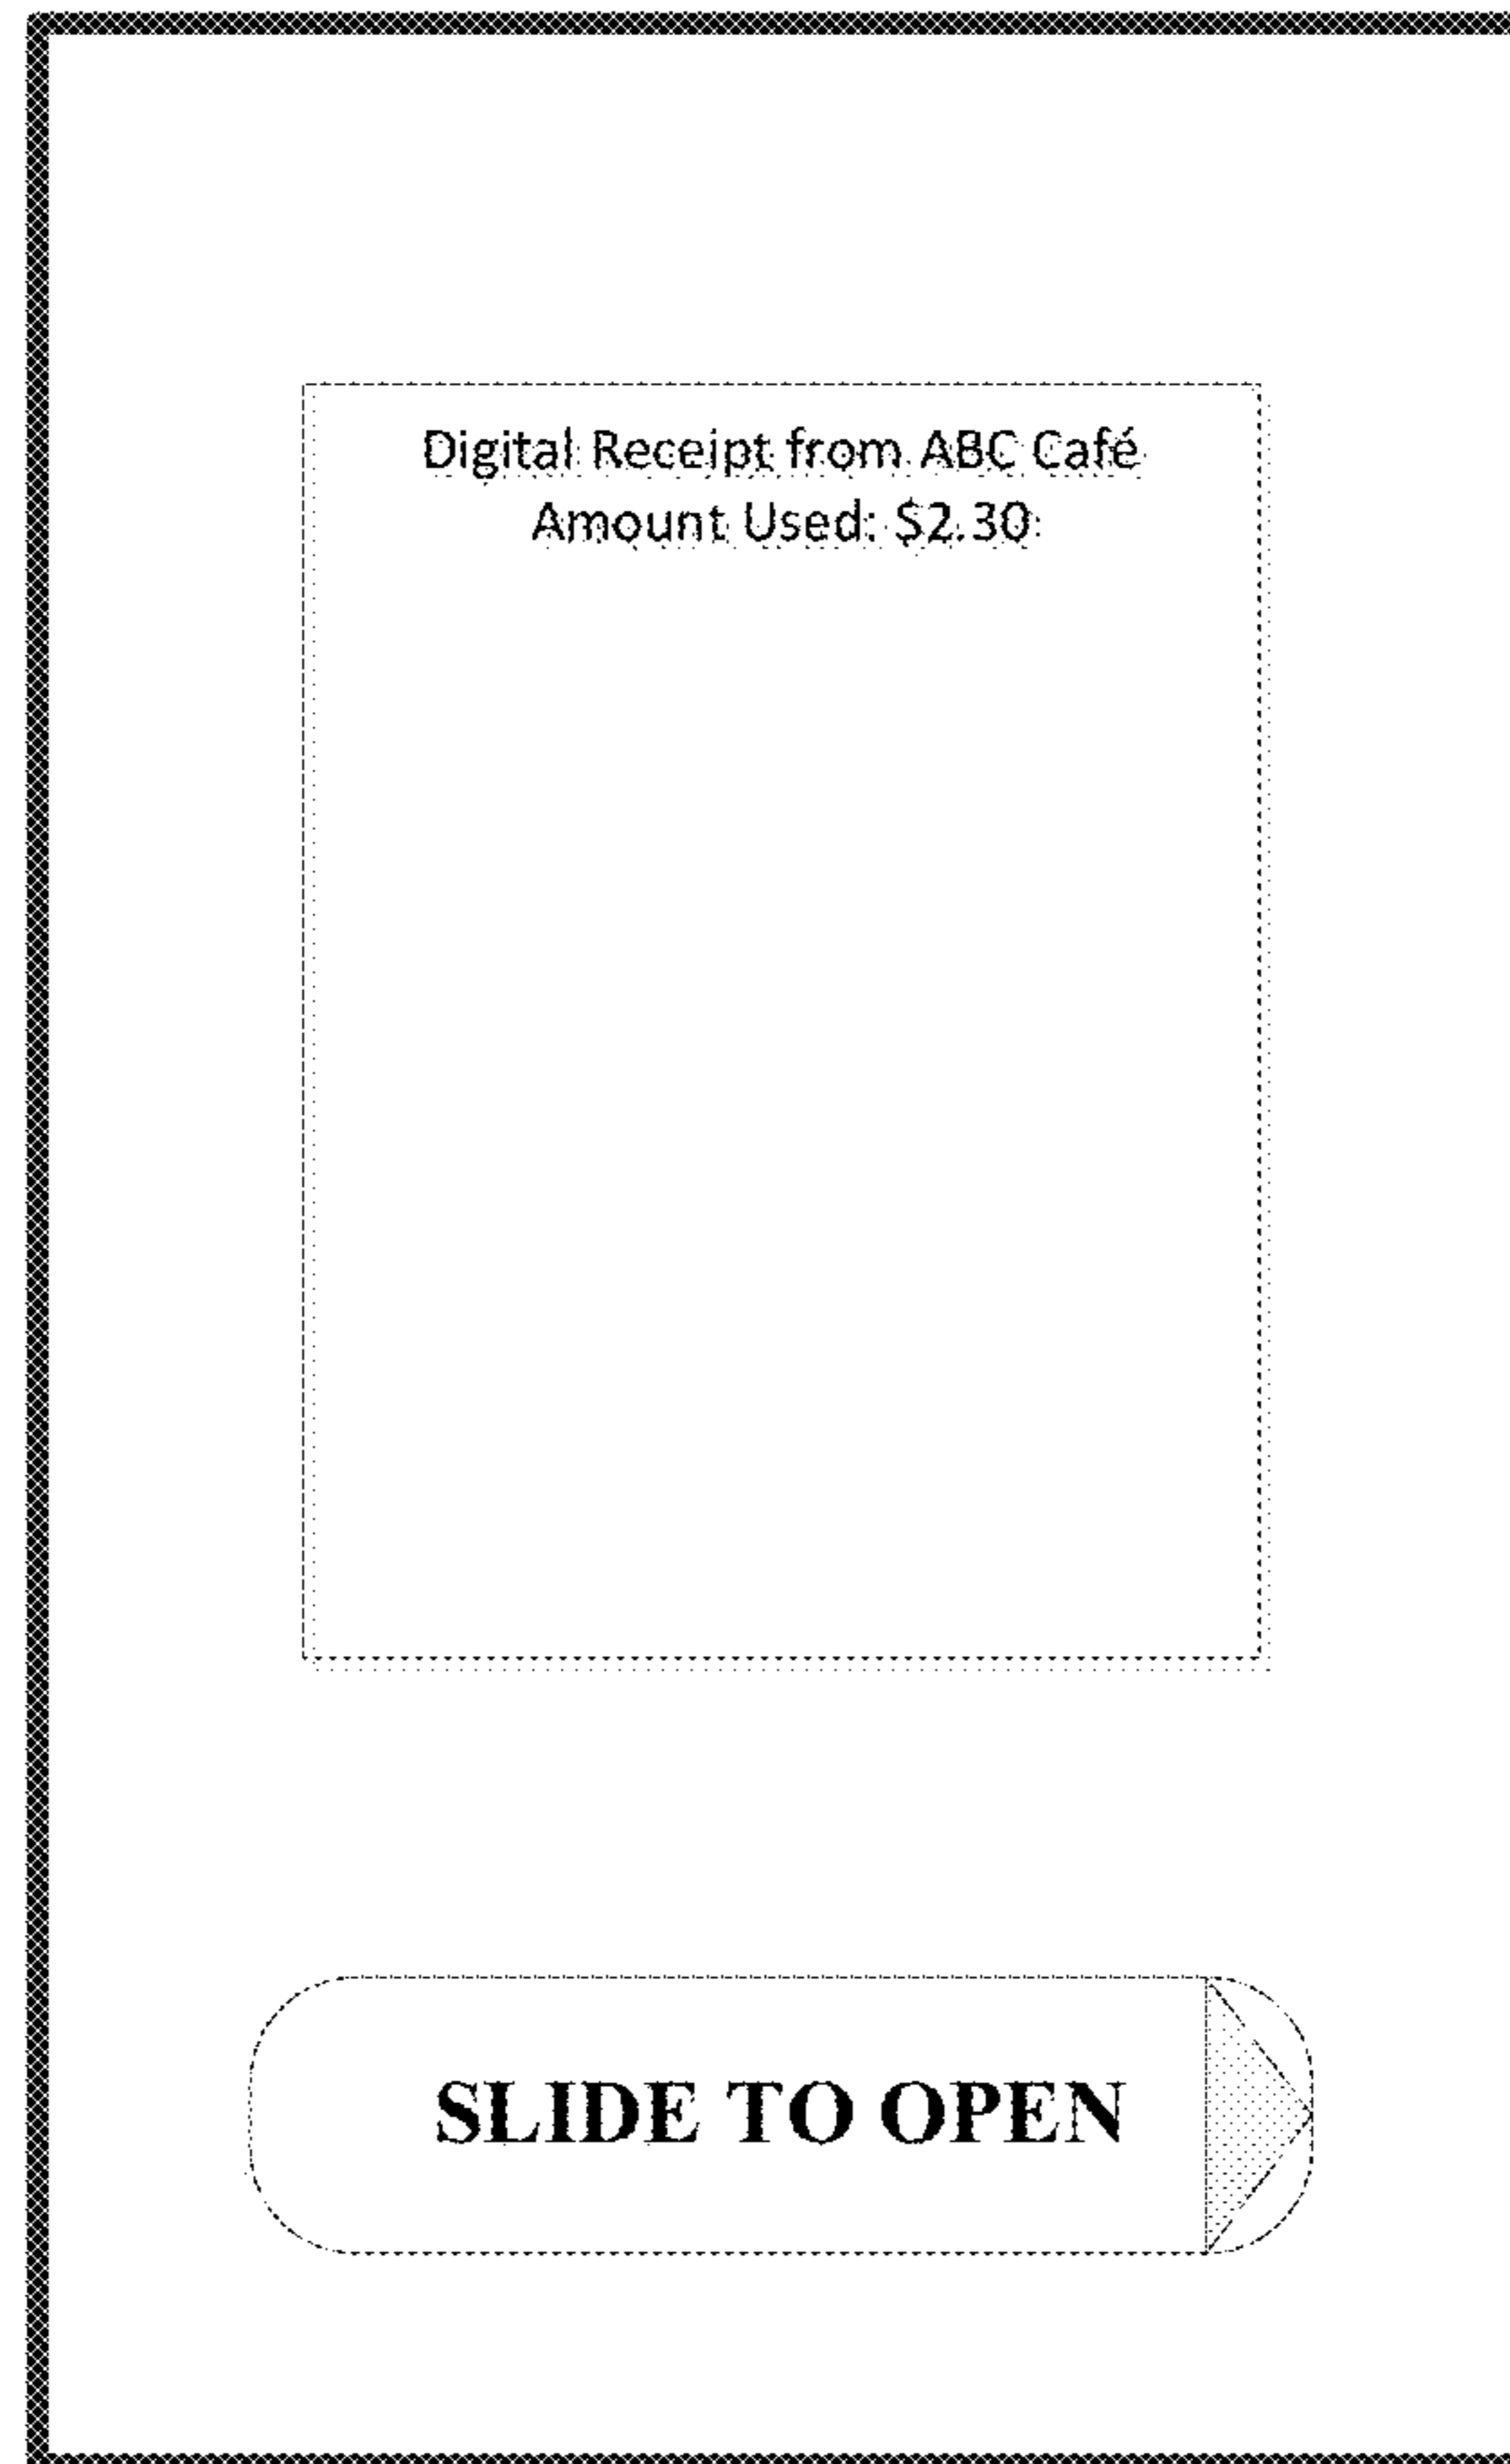 Digital Receipt from ABC Café
Amount Used: $2.30
SLIDE TO OPEN